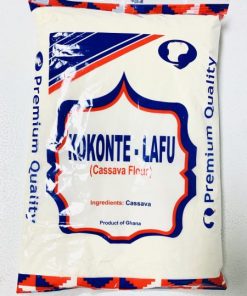 KOKONTE - LAFU
(Cassava Flour)
Ingredients: Cassava
Product of Ghana
Premium Quality
Premium Quality